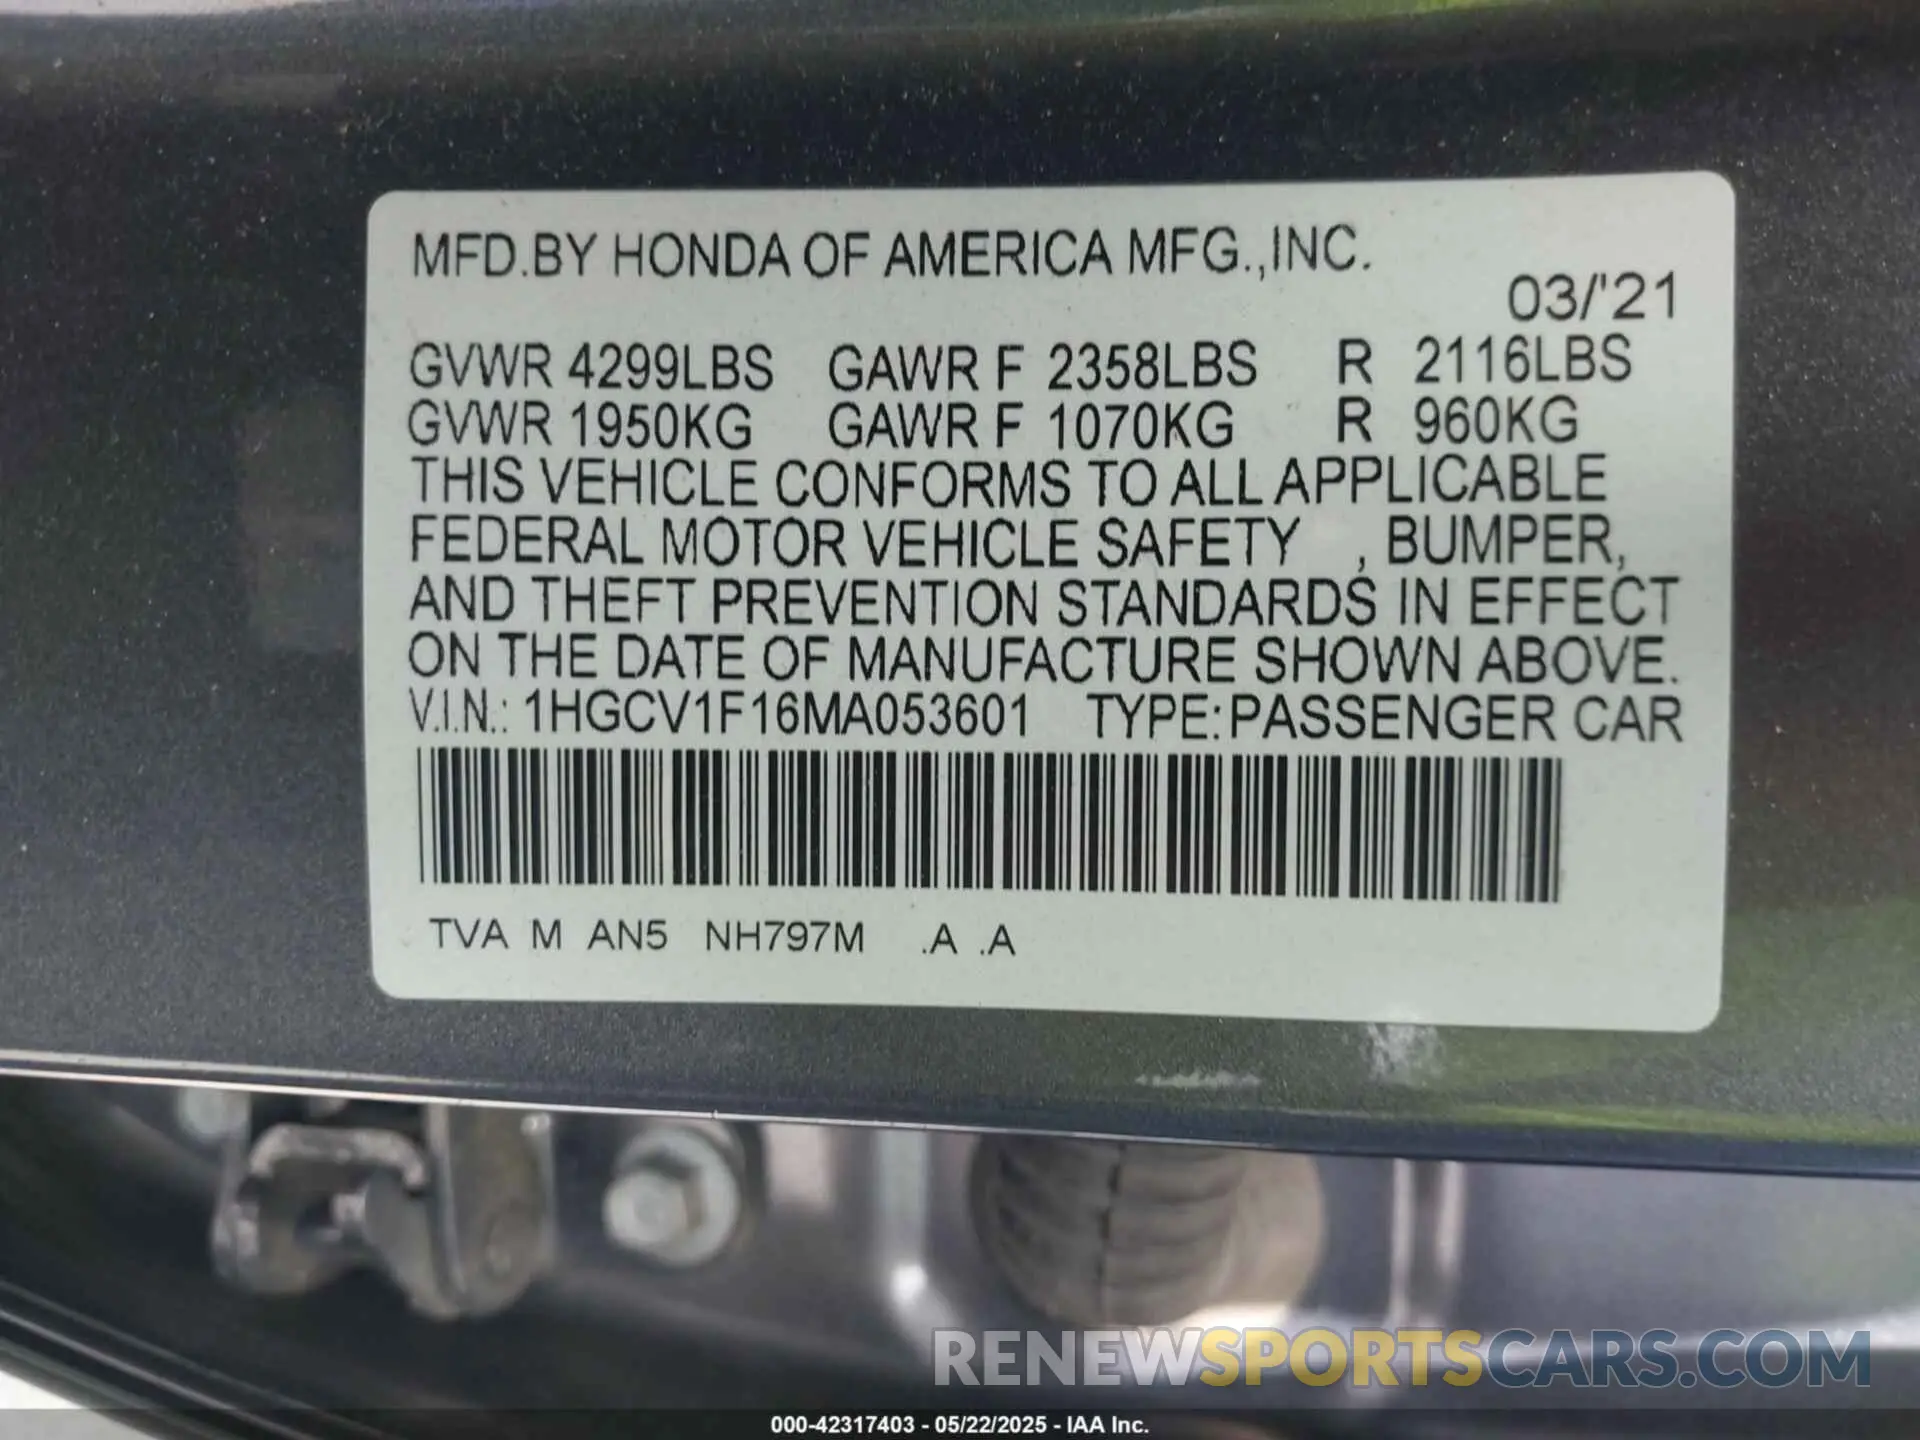 MFD.BY HONDA OF AMERICA MFG.,INC.
03/'21
GVWR 4299LBS GAWR F 2358LBS R 2116LBS
GVWR 1950KG GAWR F 1070KG R 960KG
THIS VEHICLE CONFORMS TO ALL APPLICABLE
FEDERAL MOTOR VEHICLE SAFETY , BUMPER,
AND THEFT PREVENTION STANDARDS IN EFFECT
ON THE DATE OF MANUFACTURE SHOWN ABOVE.
V.I.N.: 1HGCV1F16MA053601 TYPE:PASSENGER CAR
TVA M AN5 NH797M .A .A
RENEWSPORTSCARS.COM
000-42317403 - 05/22/2025 - IAA Inc.